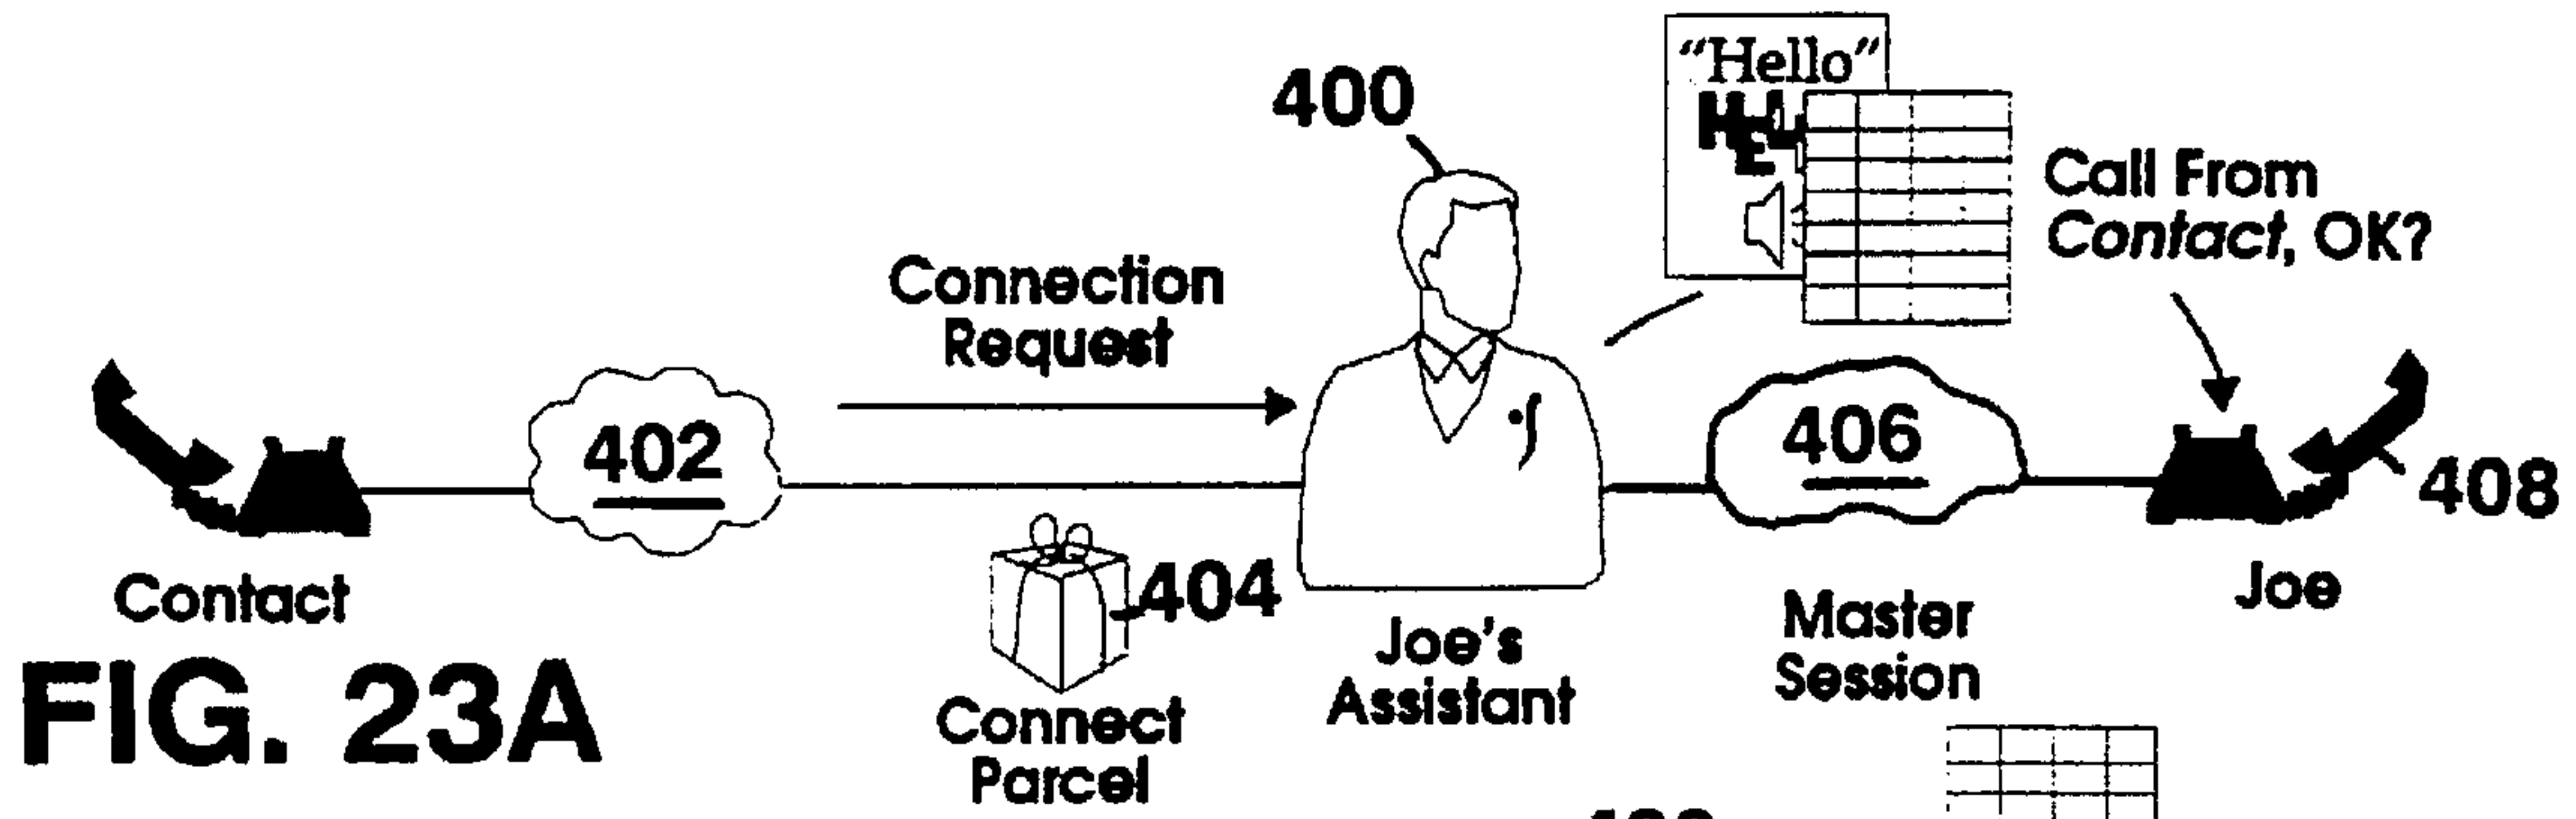 "Hello"
400
Call From
Contact, OK?
Connection
Request
402
406
408
404
Contact
Joe
Joe's
Assistant
Master
Session
Connect
Parcel
FIG. 23A